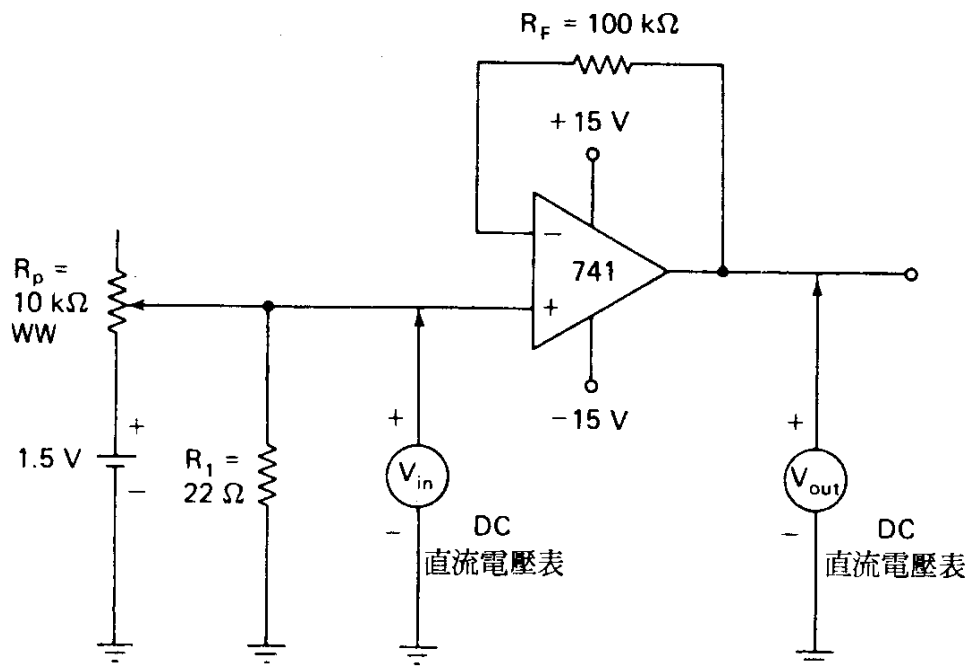 R_F = 100 kΩ
+ 15 V
−
741
+
−15 V
R_p =
10 kΩ
WW
+
1.5 V
−
R_1 =
22 Ω
+
V_in
−
DC
直流電壓表
+
V_out
−
DC
直流電壓表